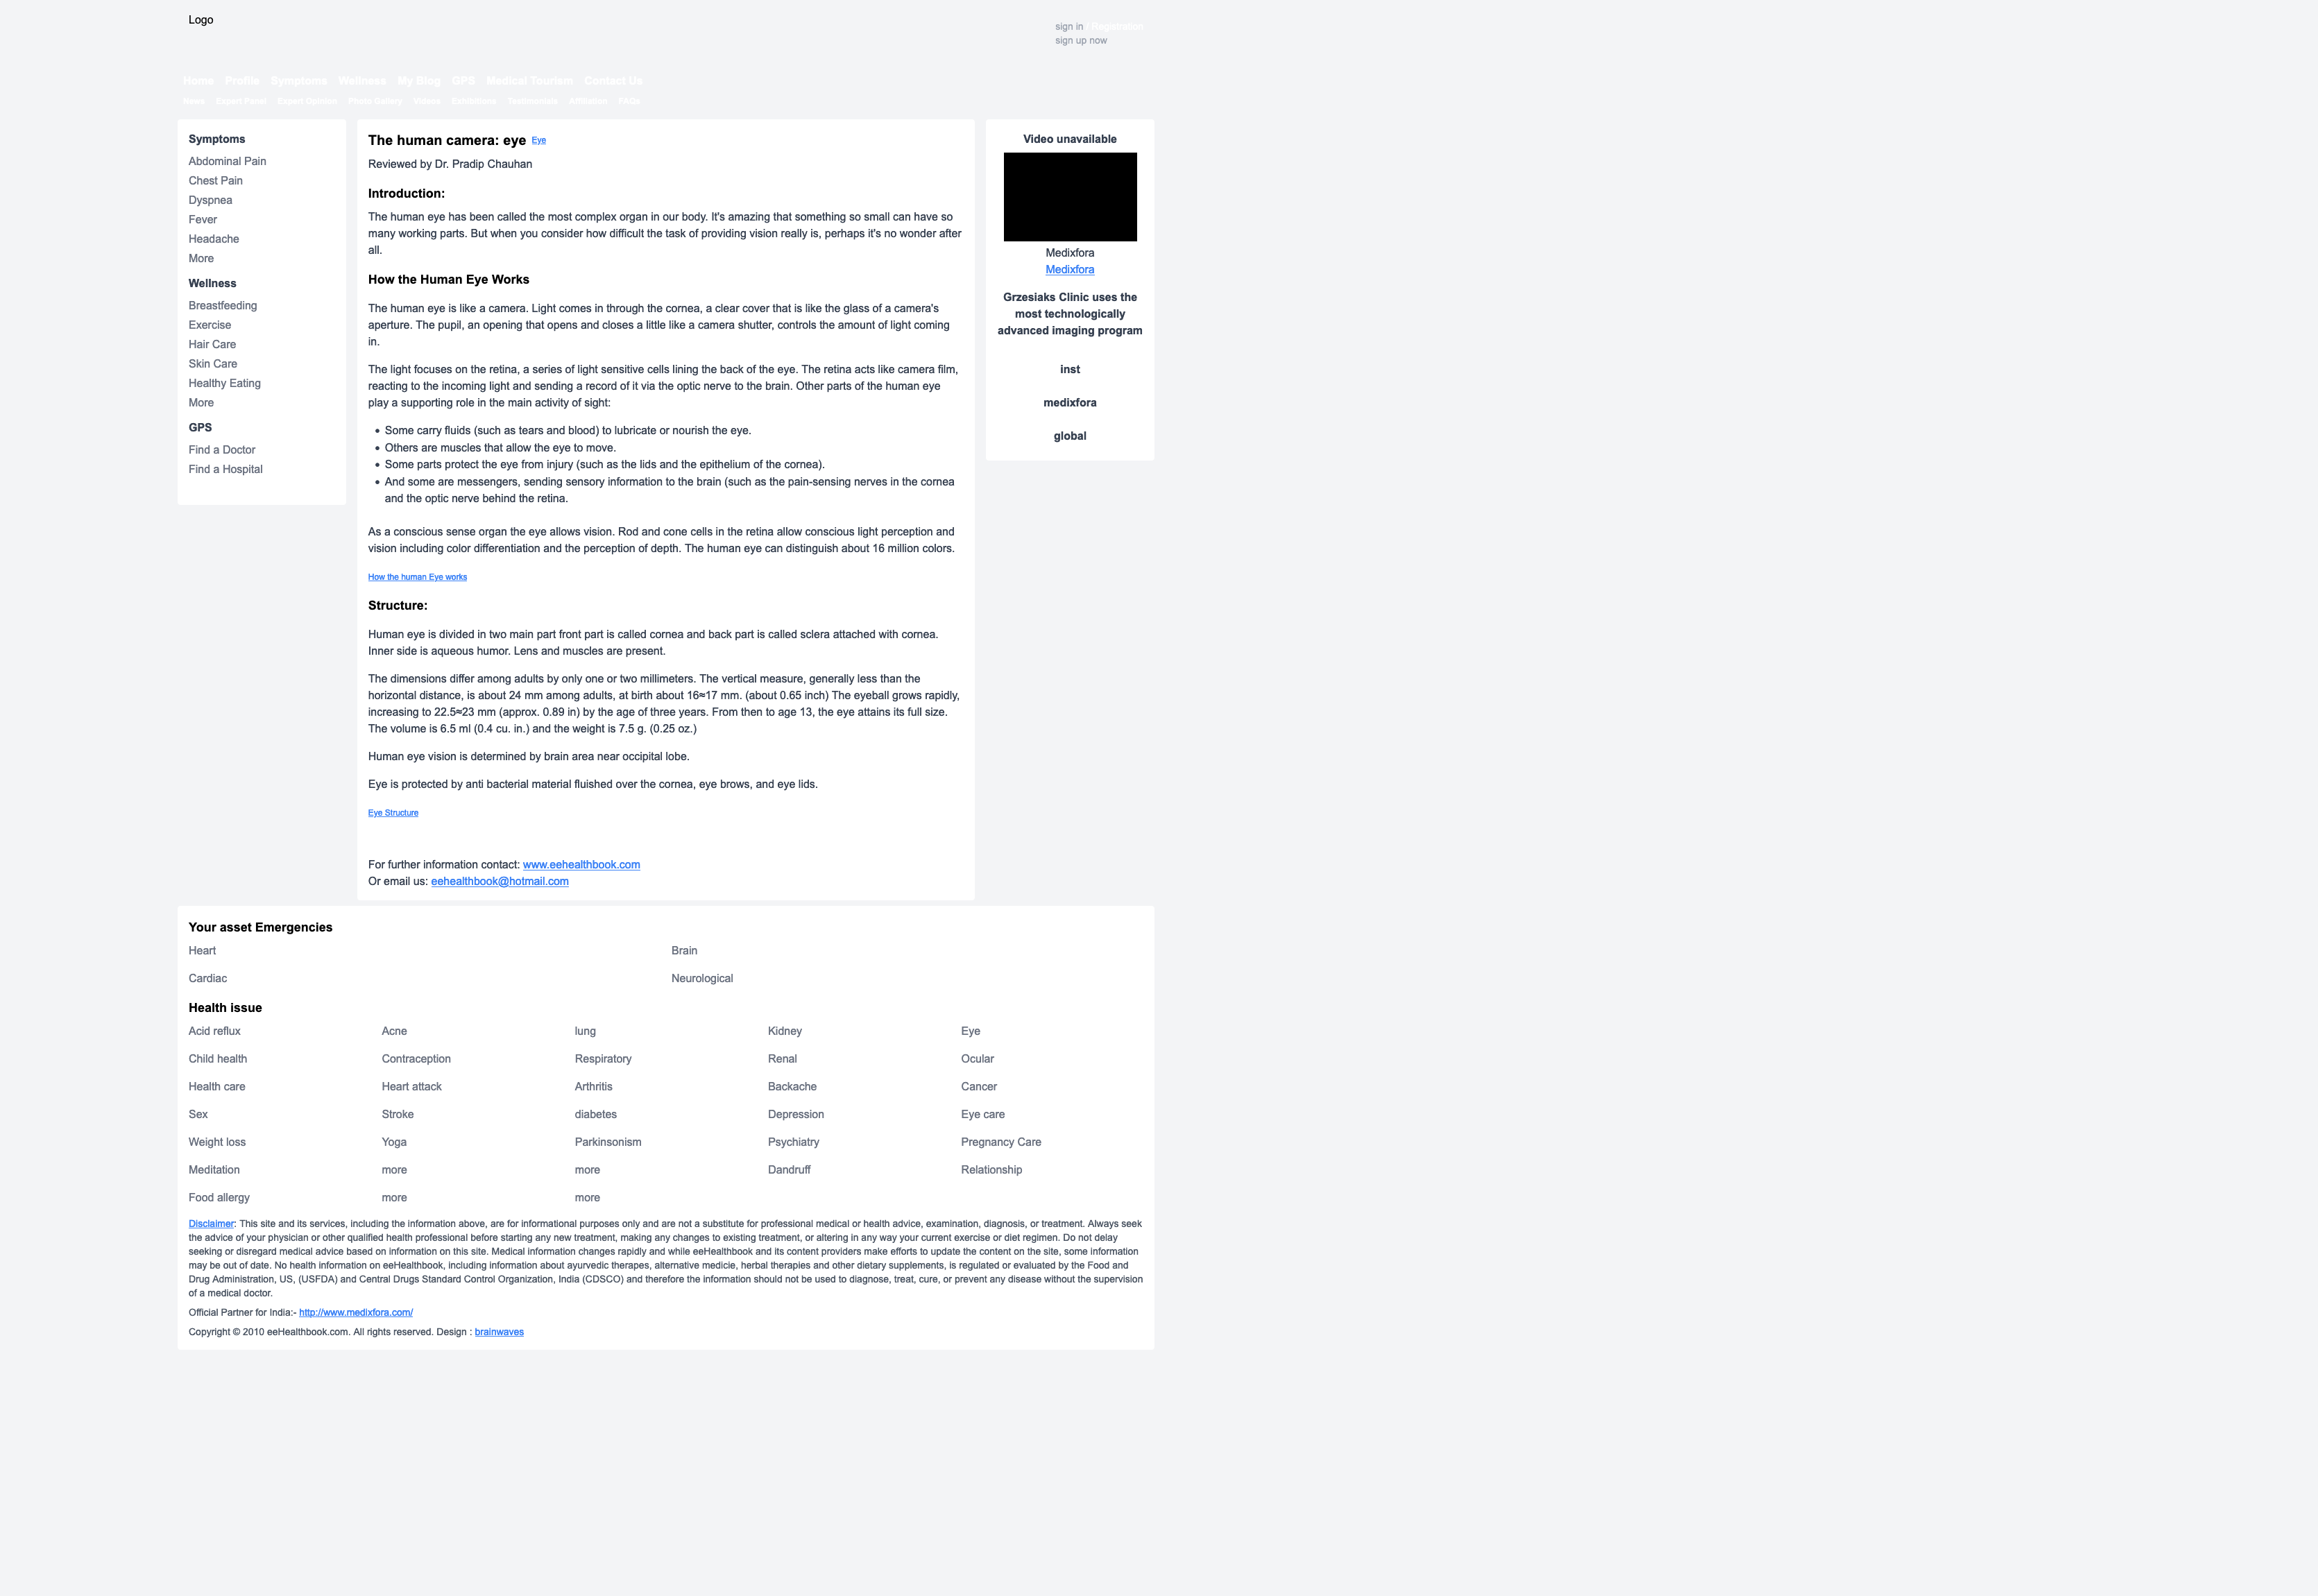 Logo
sign in / Registration
sign up now
Home Profile Symptoms Wellness My Blog GPS Medical Tourism Contact Us
News Expert Panel Expert Opinion Photo Gallery Videos Exhibitions Testimonials Affiliation FAQs
Symptoms
Abdominal Pain
Chest Pain
Dyspnea
Fever
Headache
More
Wellness
Breastfeeding
Exercise
Hair Care
Skin Care
Healthy Eating
More
GPS
Find a Doctor
Find a Hospital
The human camera: eye Eye
Reviewed by Dr. Pradip Chauhan
Introduction:
The human eye has been called the most complex organ in our body. It's amazing that something so small can have so
many working parts. But when you consider how difficult the task of providing vision really is, perhaps it's no wonder after
all.
How the Human Eye Works
The human eye is like a camera. Light comes in through the cornea, a clear cover that is like the glass of a camera's
aperture. The pupil, an opening that opens and closes a little like a camera shutter, controls the amount of light coming
in.
The light focuses on the retina, a series of light sensitive cells lining the back of the eye. The retina acts like camera film,
reacting to the incoming light and sending a record of it via the optic nerve to the brain. Other parts of the human eye
play a supporting role in the main activity of sight:
• Some carry fluids (such as tears and blood) to lubricate or nourish the eye.
• Others are muscles that allow the eye to move.
• Some parts protect the eye from injury (such as the lids and the epithelium of the cornea).
• And some are messengers, sending sensory information to the brain (such as the pain-sensing nerves in the cornea
and the optic nerve behind the retina.
As a conscious sense organ the eye allows vision. Rod and cone cells in the retina allow conscious light perception and
vision including color differentiation and the perception of depth. The human eye can distinguish about 16 million colors.
How the human Eye works
Structure:
Human eye is divided in two main part front part is called cornea and back part is called sclera attached with cornea.
Inner side is aqueous humor. Lens and muscles are present.
The dimensions differ among adults by only one or two millimeters. The vertical measure, generally less than the
horizontal distance, is about 24 mm among adults, at birth about 16≈17 mm. (about 0.65 inch) The eyeball grows rapidly,
increasing to 22.5≈23 mm (approx. 0.89 in) by the age of three years. From then to age 13, the eye attains its full size.
The volume is 6.5 ml (0.4 cu. in.) and the weight is 7.5 g. (0.25 oz.)
Human eye vision is determined by brain area near occipital lobe.
Eye is protected by anti bacterial material fluished over the cornea, eye brows, and eye lids.
Eye Structure
For further information contact: www.eehealthbook.com
Or email us: eehealthbook@hotmail.com
Video unavailable
Medixfora
Medixfora
Grzesiaks Clinic uses the
most technologically
advanced imaging program
inst
medixfora
global
Your asset Emergencies
Heart Brain
Cardiac Neurological
Health issue
Acid reflux Acne lung Kidney Eye
Child health Contraception Respiratory Renal Ocular
Health care Heart attack Arthritis Backache Cancer
Sex Stroke diabetes Depression Eye care
Weight loss Yoga Parkinsonism Psychiatry Pregnancy Care
Meditation more more Dandruff Relationship
Food allergy more more
Disclaimer: This site and its services, including the information above, are for informational purposes only and are not a substitute for professional medical or health advice, examination, diagnosis, or treatment. Always seek
the advice of your physician or other qualified health professional before starting any new treatment, making any changes to existing treatment, or altering in any way your current exercise or diet regimen. Do not delay
seeking or disregard medical advice based on information on this site. Medical information changes rapidly and while eeHealthbook and its content providers make efforts to update the content on the site, some information
may be out of date. No health information on eeHealthbook, including information about ayurvedic therapes, alternative medicie, herbal therapies and other dietary supplements, is regulated or evaluated by the Food and
Drug Administration, US, (USFDA) and Central Drugs Standard Control Organization, India (CDSCO) and therefore the information should not be used to diagnose, treat, cure, or prevent any disease without the supervision
of a medical doctor.
Official Partner for India:- http://www.medixfora.com/
Copyright © 2010 eeHealthbook.com. All rights reserved. Design : brainwaves